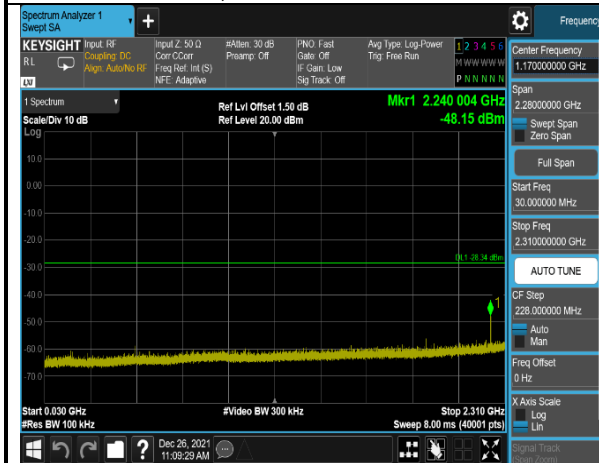 Spectrum Analyzer 1
Swept SA
+
Frequency
KEYSIGHT
Input: RF
Coupling: DC
Align: Auto/No RF
Input Z: 50 Ω
Corr CCorr
Freq Ref: Int (S)
NFE: Adaptive
#Atten: 30 dB
Preamp: Off
PNO: Fast
Gate: Off
IF Gain: Low
Sig Track: Off
Avg Type: Log-Power
Trig: Free Run
1 2 3 4 5 6
M W W W W W
P N N N N N
RL
LXI
1 Spectrum
Scale/Div 10 dB
Log
Ref Lvl Offset 1.50 dB
Ref Level 20.00 dBm
Mkr1 2.240 004 GHz
-48.15 dBm
10.0
0.00
-10.0
-20.0
-30.0
-40.0
-50.0
-60.0
-70.0
DL1 -28.34 dBm
1
Start 0.030 GHz
#Res BW 100 kHz
#Video BW 300 kHz
Stop 2.310 GHz
Sweep 8.00 ms (40001 pts)
Center Frequency
1.170000000 GHz
Span
2.28000000 GHz
Swept Span
Zero Span
Full Span
Start Freq
30.000000 MHz
Stop Freq
2.310000000 GHz
AUTO TUNE
CF Step
228.000000 MHz
Auto
Man
Freq Offset
0 Hz
X Axis Scale
Log
Lin
Signal Track
(Span Zoom)
?
Dec 26, 2021
11:09:29 AM